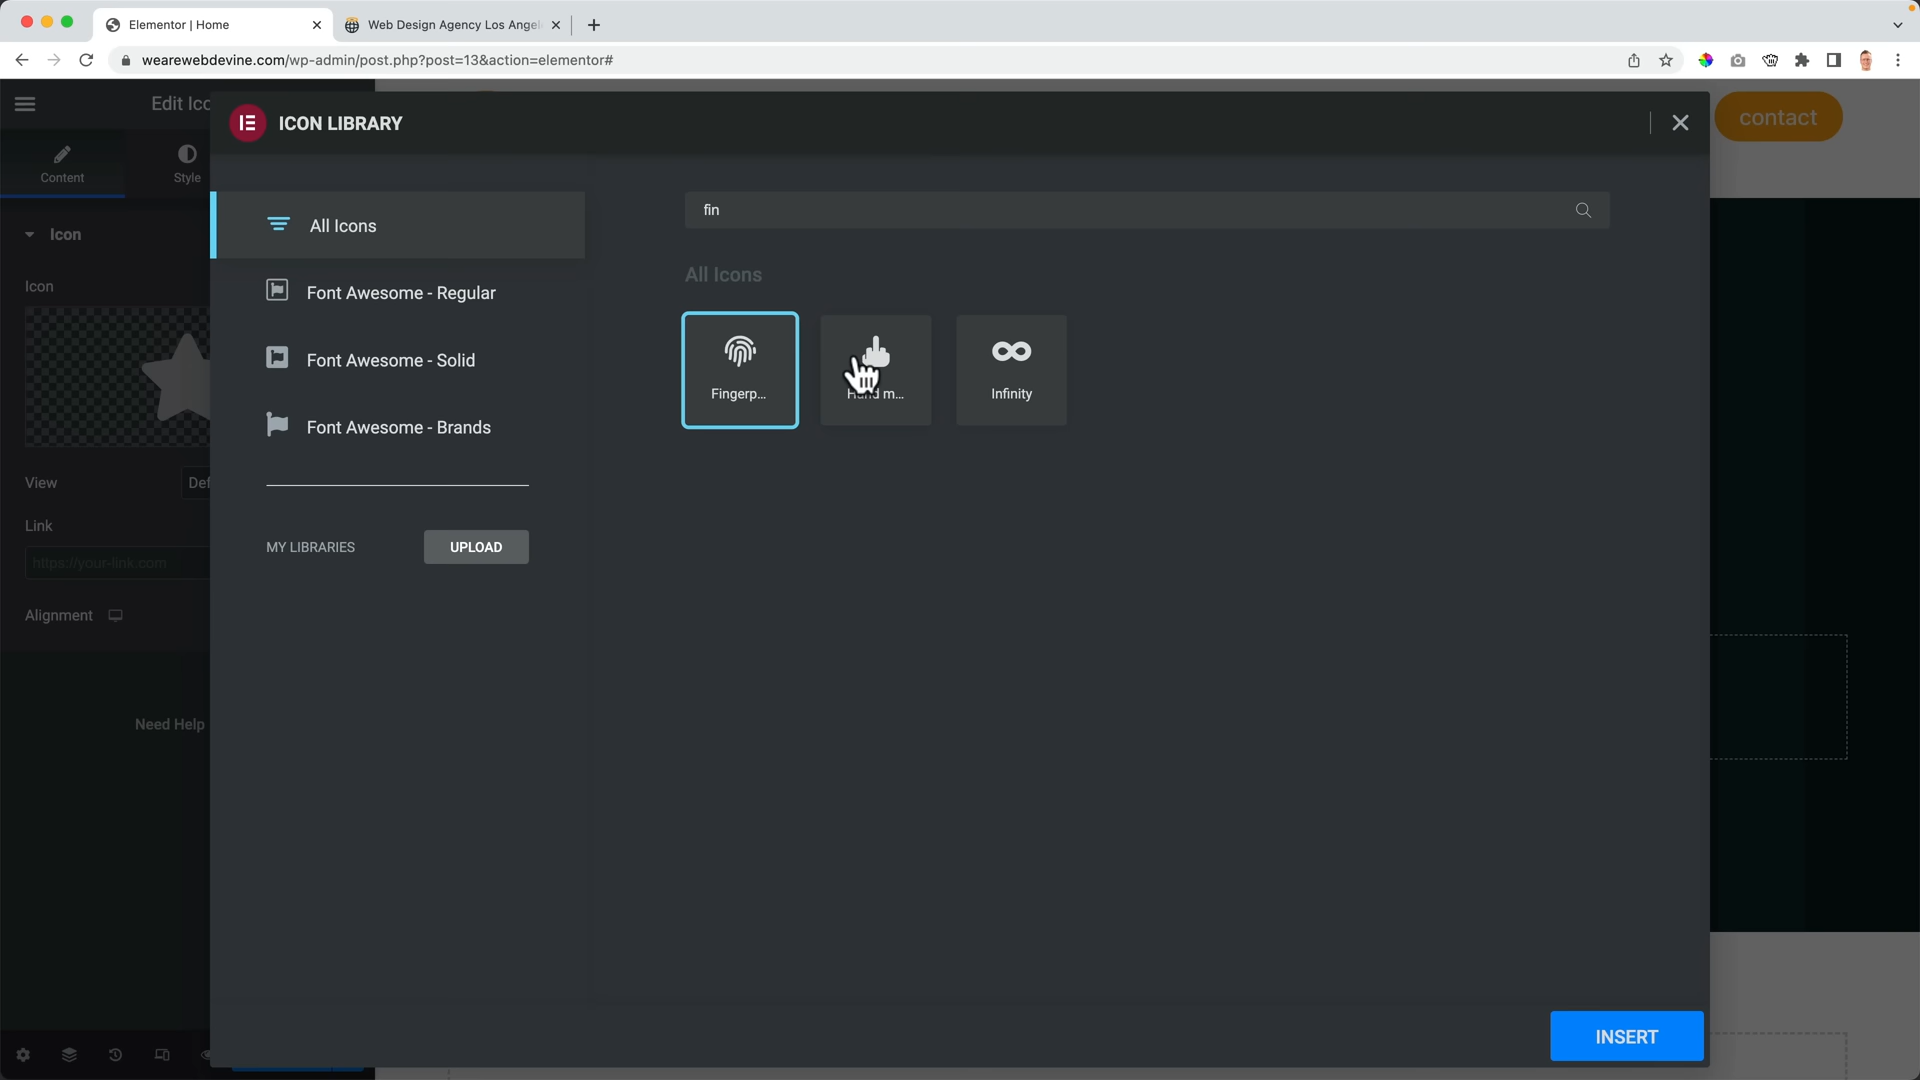 Elementor | Home
Web Design Agency Los Angel
wearewebdevine.com/wp-admin/post.php?post=13&action=elementor#
Edit Ico
contact
ICON LIBRARY
Content
Style
All Icons
fin
Icon
All Icons
Icon
Font Awesome - Regular
Font Awesome - Solid
Fingerp...
Hand m...
Infinity
Font Awesome - Brands
View
Def
Link
MY LIBRARIES
UPLOAD
https://your-link.com
Alignment
Need Help
INSERT